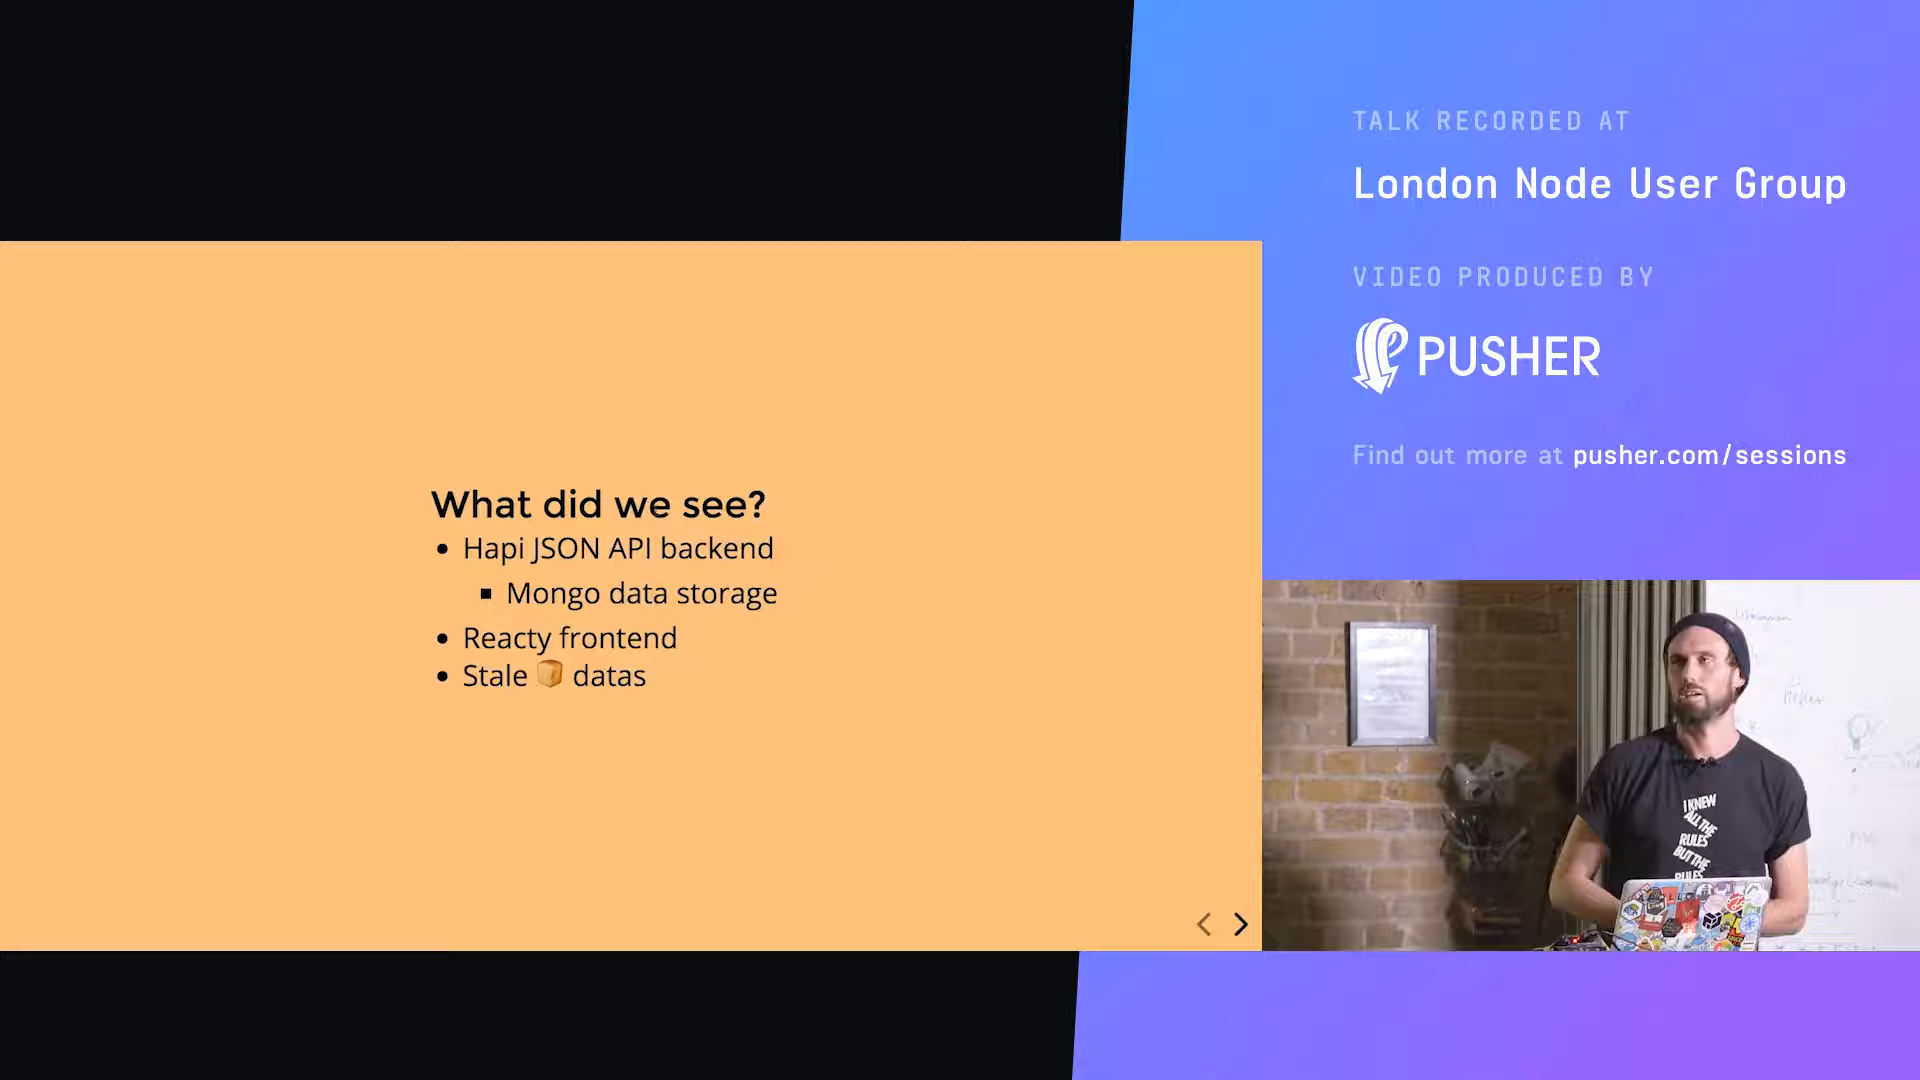 TALK RECORDED AT
London Node User Group
VIDEO PRODUCED BY
PUSHER
Find out more at pusher.com/sessions
What did we see?
Hapi JSON API backend
Mongo data storage
Reacty frontend
Stale 🍞 datas
I KNEW
ALL THE
RULES
BUT THE
RULES